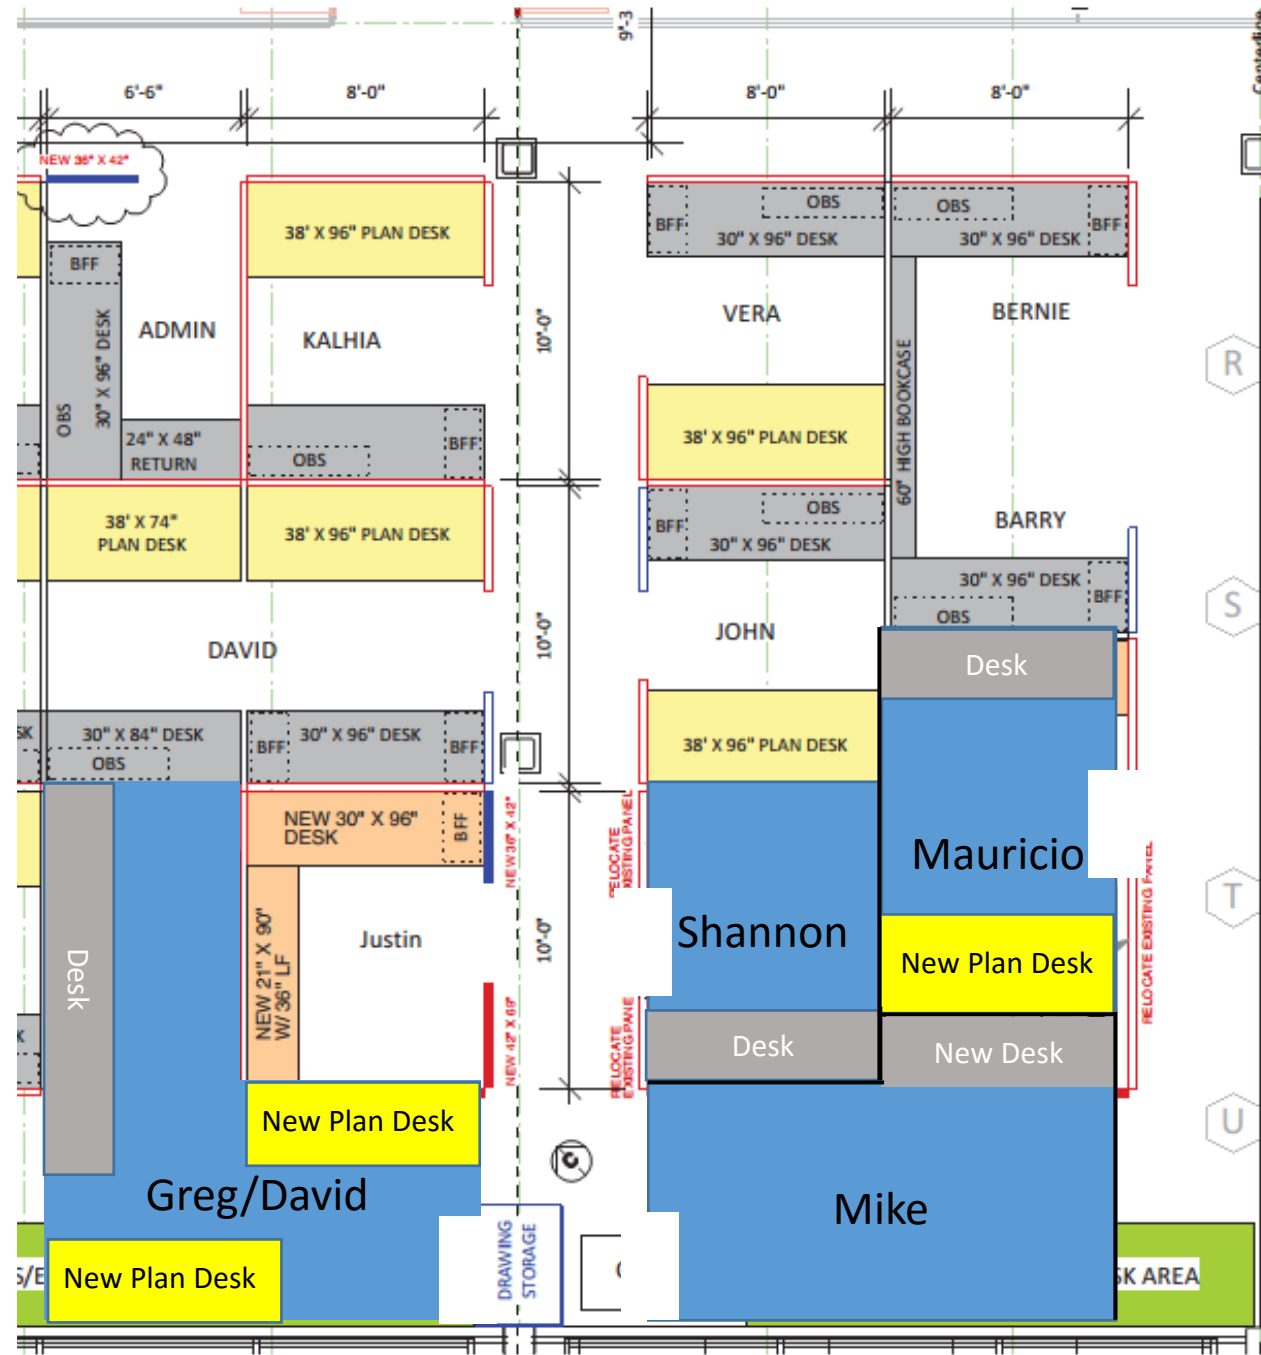 9'-3
Centerline
6'-6"
8'-0"
8'-0"
8'-0"
NEW 36" X 42"
BFF
OBS
30" X 96" DESK
ADMIN
24" X 48"
RETURN
38' X 96" PLAN DESK
KALHIA
OBS
BFF
10'-0"
BFF
OBS
30" X 96" DESK
OBS
30" X 96" DESK
BFF
VERA
BERNIE
38' X 96" PLAN DESK
60" HIGH BOOKCASE
R
38' X 74"
PLAN DESK
38' X 96" PLAN DESK
DAVID
10'-0"
BFF
OBS
30" X 96" DESK
BARRY
30" X 96" DESK
OBS
BFF
S
JOHN
38' X 96" PLAN DESK
Desk
SK
30" X 84" DESK
OBS
BFF
30" X 96" DESK
BFF
Desk
NEW 30" X 96"
DESK
BFF
NEW 21" X 90"
W/ 36" LF
Justin
NEW 36" X 42"
NEW 42" X 69"
10'-0"
RELOCATE
EXISTING PANEL
RELOCATE
EXISTING PANE
Shannon
Mauricio
New Plan Desk
RELOCATE EXISTING PANEL
T
Desk
New Desk
K
New Plan Desk
Greg/David
New Plan Desk
U
Mike
S/E
DRAWING
STORAGE
SK AREA